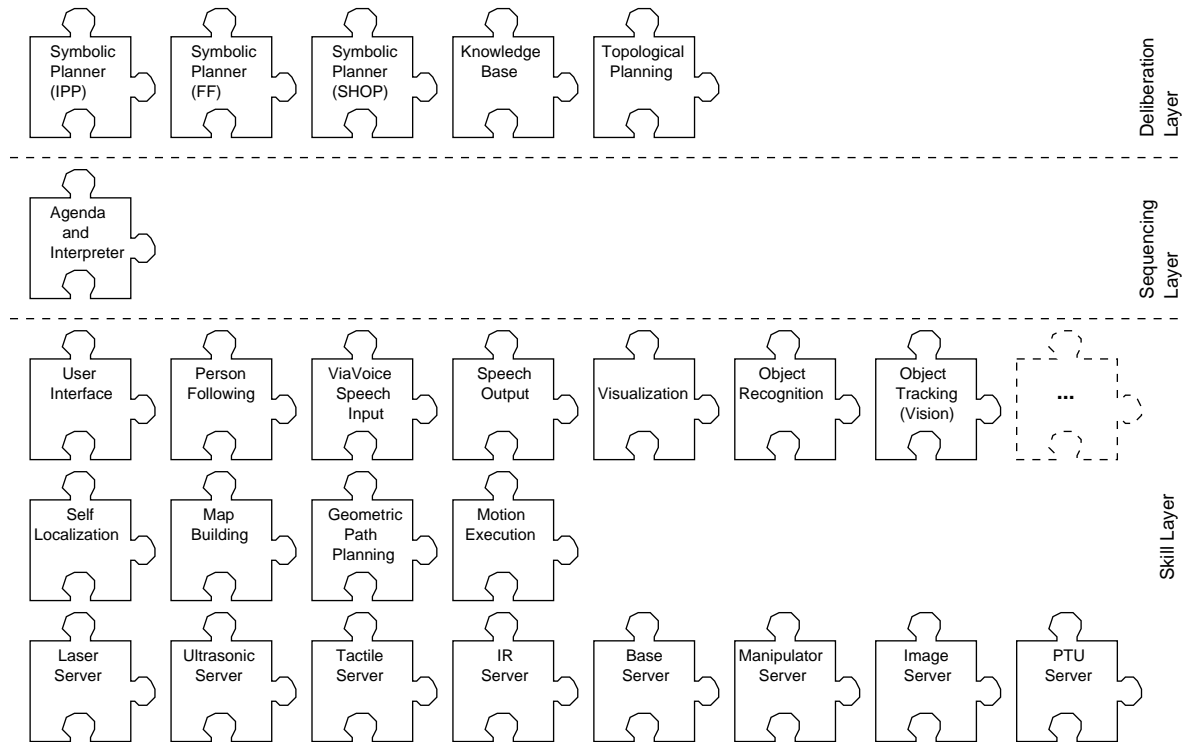 Symbolic
Planner
(IPP)
Symbolic
Planner
(FF)
Symbolic
Planner
(SHOP)
Knowledge
Base
Topological
Planning
Deliberation
Layer
Agenda
and
Interpreter
Sequencing
Layer
User
Interface
Person
Following
ViaVoice
Speech
Input
Speech
Output
Visualization
Object
Recognition
Object
Tracking
(Vision)
...
Self
Localization
Map
Building
Geometric
Path
Planning
Motion
Execution
Skill Layer
Laser
Server
Ultrasonic
Server
Tactile
Server
IR
Server
Base
Server
Manipulator
Server
Image
Server
PTU
Server